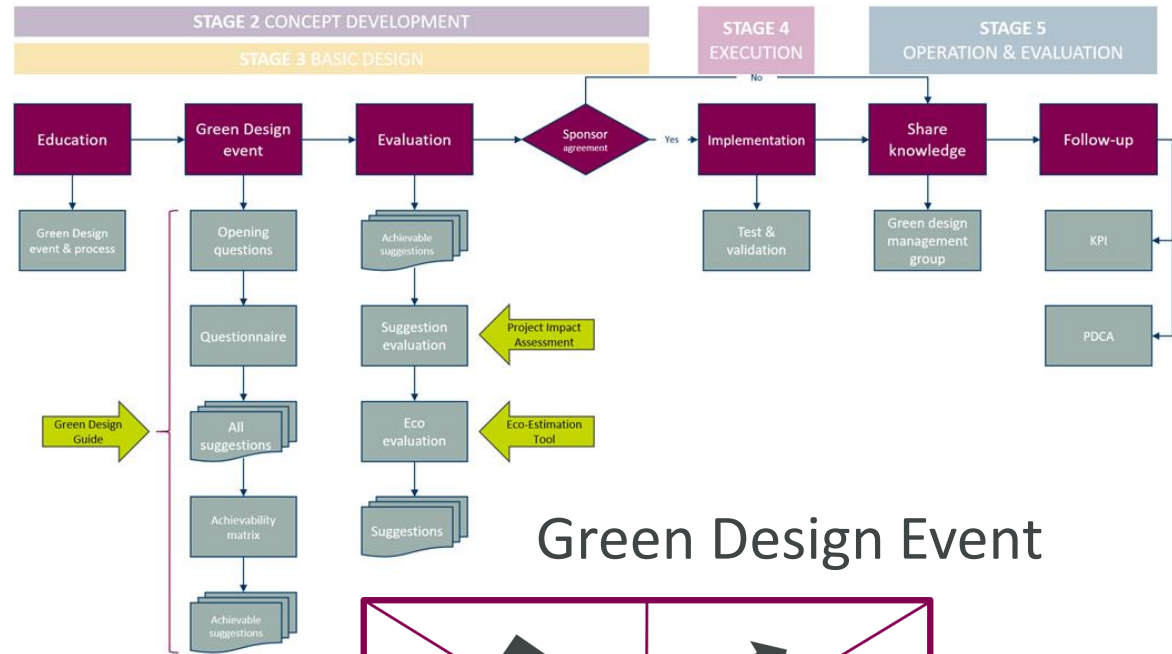 STAGE 2 CONCEPT DEVELOPMENT
STAGE 3 BASIC DESIGN
STAGE 4
EXECUTION
STAGE 5
OPERATION & EVALUATION
No
Education
Green Design
event
Evaluation
Sponsor
agreement
Yes
Implementation
Share
knowledge
Follow-up
Green Design
event & process
Opening
questions
Achievable
suggestions
Test &
validation
Green design
management
group
KPI
Questionnaire
Suggestion
evaluation
Project Impact
Assessment
PDCA
Green Design
Guide
All
suggestions
Eco
evaluation
Eco-Estimation
Tool
Achievability
matrix
Suggestions
Green Design Event
Achievable
suggestions